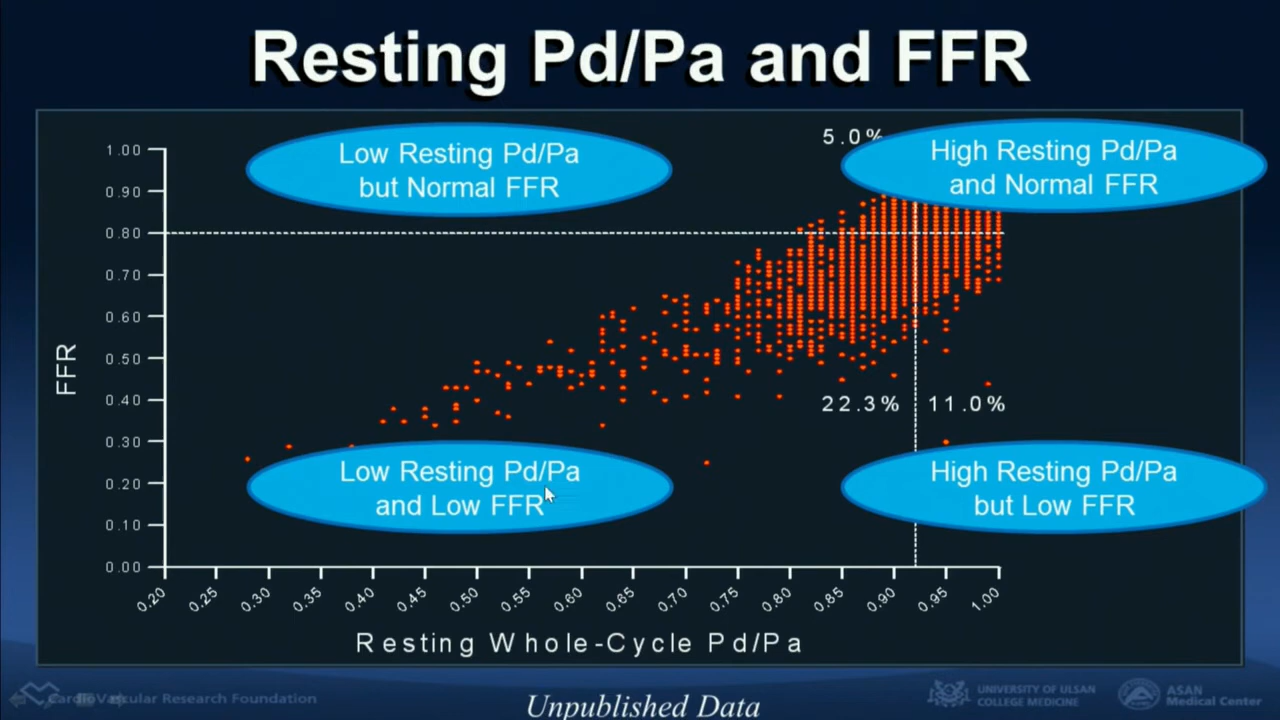 Resting Pd/Pa and FFR
5.0%
Low Resting Pd/Pa
but Normal FFR
High Resting Pd/Pa
and Normal FFR
1.00
0.90
0.80
0.70
0.60
0.50
0.40
0.30
0.20
0.10
0.00
FFR
22.3%
11.0%
Low Resting Pd/Pa
and Low FFR
High Resting Pd/Pa
but Low FFR
0.20
0.25
0.30
0.35
0.40
0.45
0.50
0.55
0.60
0.65
0.70
0.75
0.80
0.85
0.90
0.95
1.00
Resting Whole-Cycle Pd/Pa
CardioVascular Research Foundation
Unpublished Data
UNIVERSITY OF ULSAN
COLLEGE MEDICINE
ASAN
Medical Center